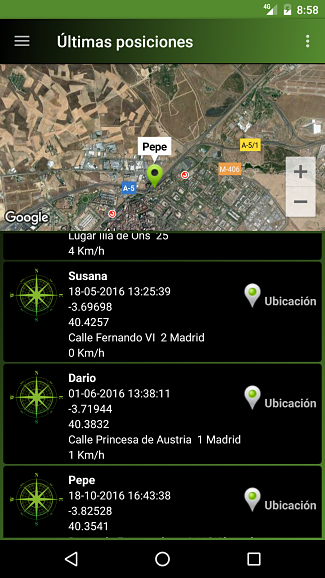 4G 8:58
Últimas posiciones
Pepe
A-5/1
M-406
A-5
Google
Lugar Illa de Ons 25
4 Km/h
Susana
18-05-2016 13:25:39
-3.69698
40.4257
Calle Fernando VI 2 Madrid
0 Km/h
Ubicación
Dario
01-06-2016 13:38:11
-3.71944
40.3832
Calle Princesa de Austria 1 Madrid
1 Km/h
Ubicación
Pepe
18-10-2016 16:43:38
-3.82528
40.3541
Ubicación